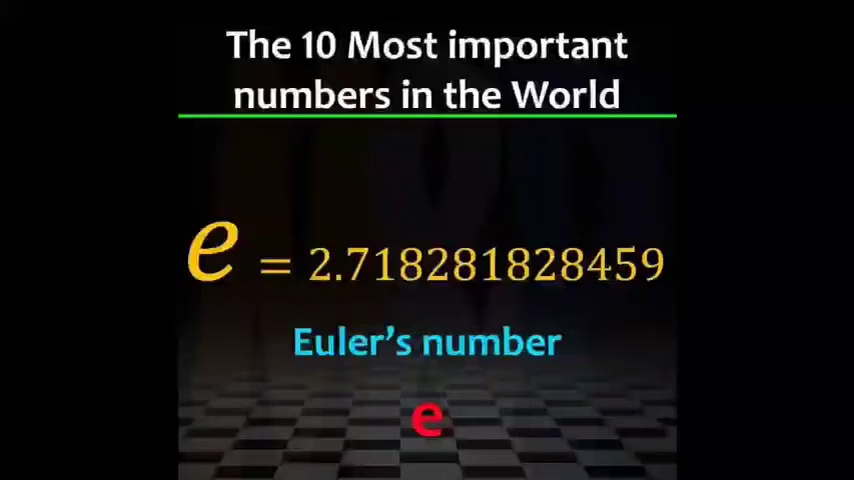 The 10 Most important
numbers in the World
e = 2.718281828459
Euler's number
e